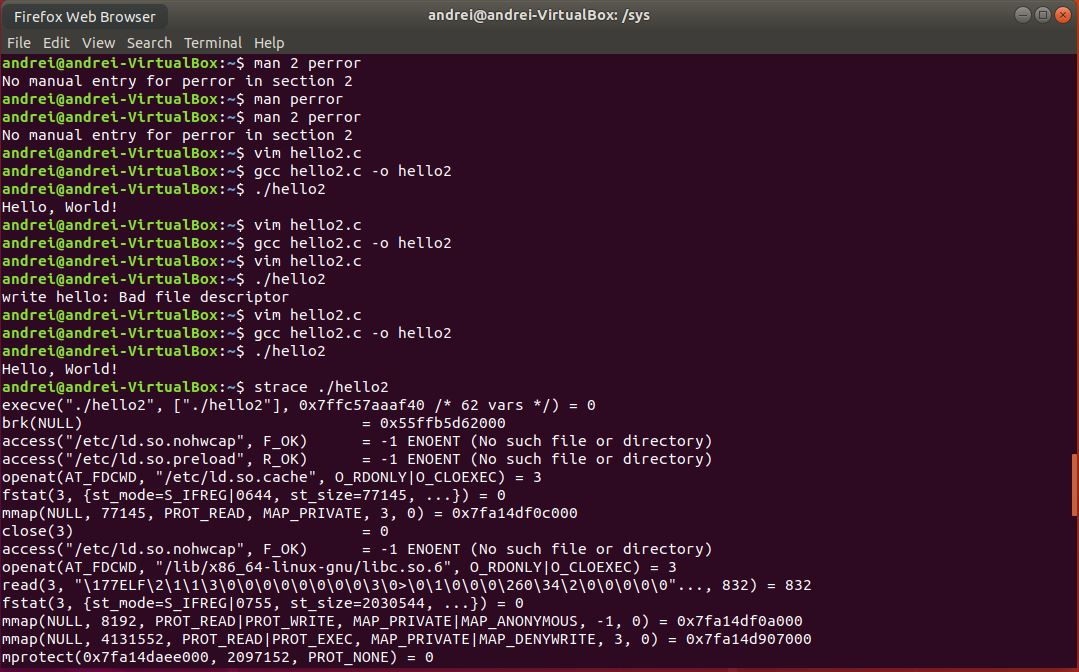 Firefox Web Browser
andrei@andrei-VirtualBox: /sys
File Edit View Search Terminal Help
andrei@andrei-VirtualBox:~$ man 2 perror
No manual entry for perror in section 2
andrei@andrei-VirtualBox:~$ man perror
andrei@andrei-VirtualBox:~$ man 2 perror
No manual entry for perror in section 2
andrei@andrei-VirtualBox:~$ vim hello2.c
andrei@andrei-VirtualBox:~$ gcc hello2.c -o hello2
andrei@andrei-VirtualBox:~$ ./hello2
Hello, World!
andrei@andrei-VirtualBox:~$ vim hello2.c
andrei@andrei-VirtualBox:~$ gcc hello2.c -o hello2
andrei@andrei-VirtualBox:~$ vim hello2.c
andrei@andrei-VirtualBox:~$ ./hello2
write hello: Bad file descriptor
andrei@andrei-VirtualBox:~$ vim hello2.c
andrei@andrei-VirtualBox:~$ gcc hello2.c -o hello2
andrei@andrei-VirtualBox:~$ ./hello2
Hello, World!
andrei@andrei-VirtualBox:~$ strace ./hello2
execve("./hello2", ["./hello2"], 0x7ffc57aaaf40 /* 62 vars */) = 0
brk(NULL)                               = 0x55ffb5d62000
access("/etc/ld.so.nohwcap", F_OK)      = -1 ENOENT (No such file or directory)
access("/etc/ld.so.preload", R_OK)      = -1 ENOENT (No such file or directory)
openat(AT_FDCWD, "/etc/ld.so.cache", O_RDONLY|O_CLOEXEC) = 3
fstat(3, {st_mode=S_IFREG|0644, st_size=77145, ...}) = 0
mmap(NULL, 77145, PROT_READ, MAP_PRIVATE, 3, 0) = 0x7fa14df0c000
close(3)                                = 0
access("/etc/ld.so.nohwcap", F_OK)      = -1 ENOENT (No such file or directory)
openat(AT_FDCWD, "/lib/x86_64-linux-gnu/libc.so.6", O_RDONLY|O_CLOEXEC) = 3
read(3, "\177ELF\2\1\1\3\0\0\0\0\0\0\0\0\3\0>\0\1\0\0\0\260\34\2\0\0\0\0\0"..., 832) = 832
fstat(3, {st_mode=S_IFREG|0755, st_size=2030544, ...}) = 0
mmap(NULL, 8192, PROT_READ|PROT_WRITE, MAP_PRIVATE|MAP_ANONYMOUS, -1, 0) = 0x7fa14df0a000
mmap(NULL, 4131552, PROT_READ|PROT_EXEC, MAP_PRIVATE|MAP_DENYWRITE, 3, 0) = 0x7fa14d907000
mprotect(0x7fa14daee000, 2097152, PROT_NONE) = 0